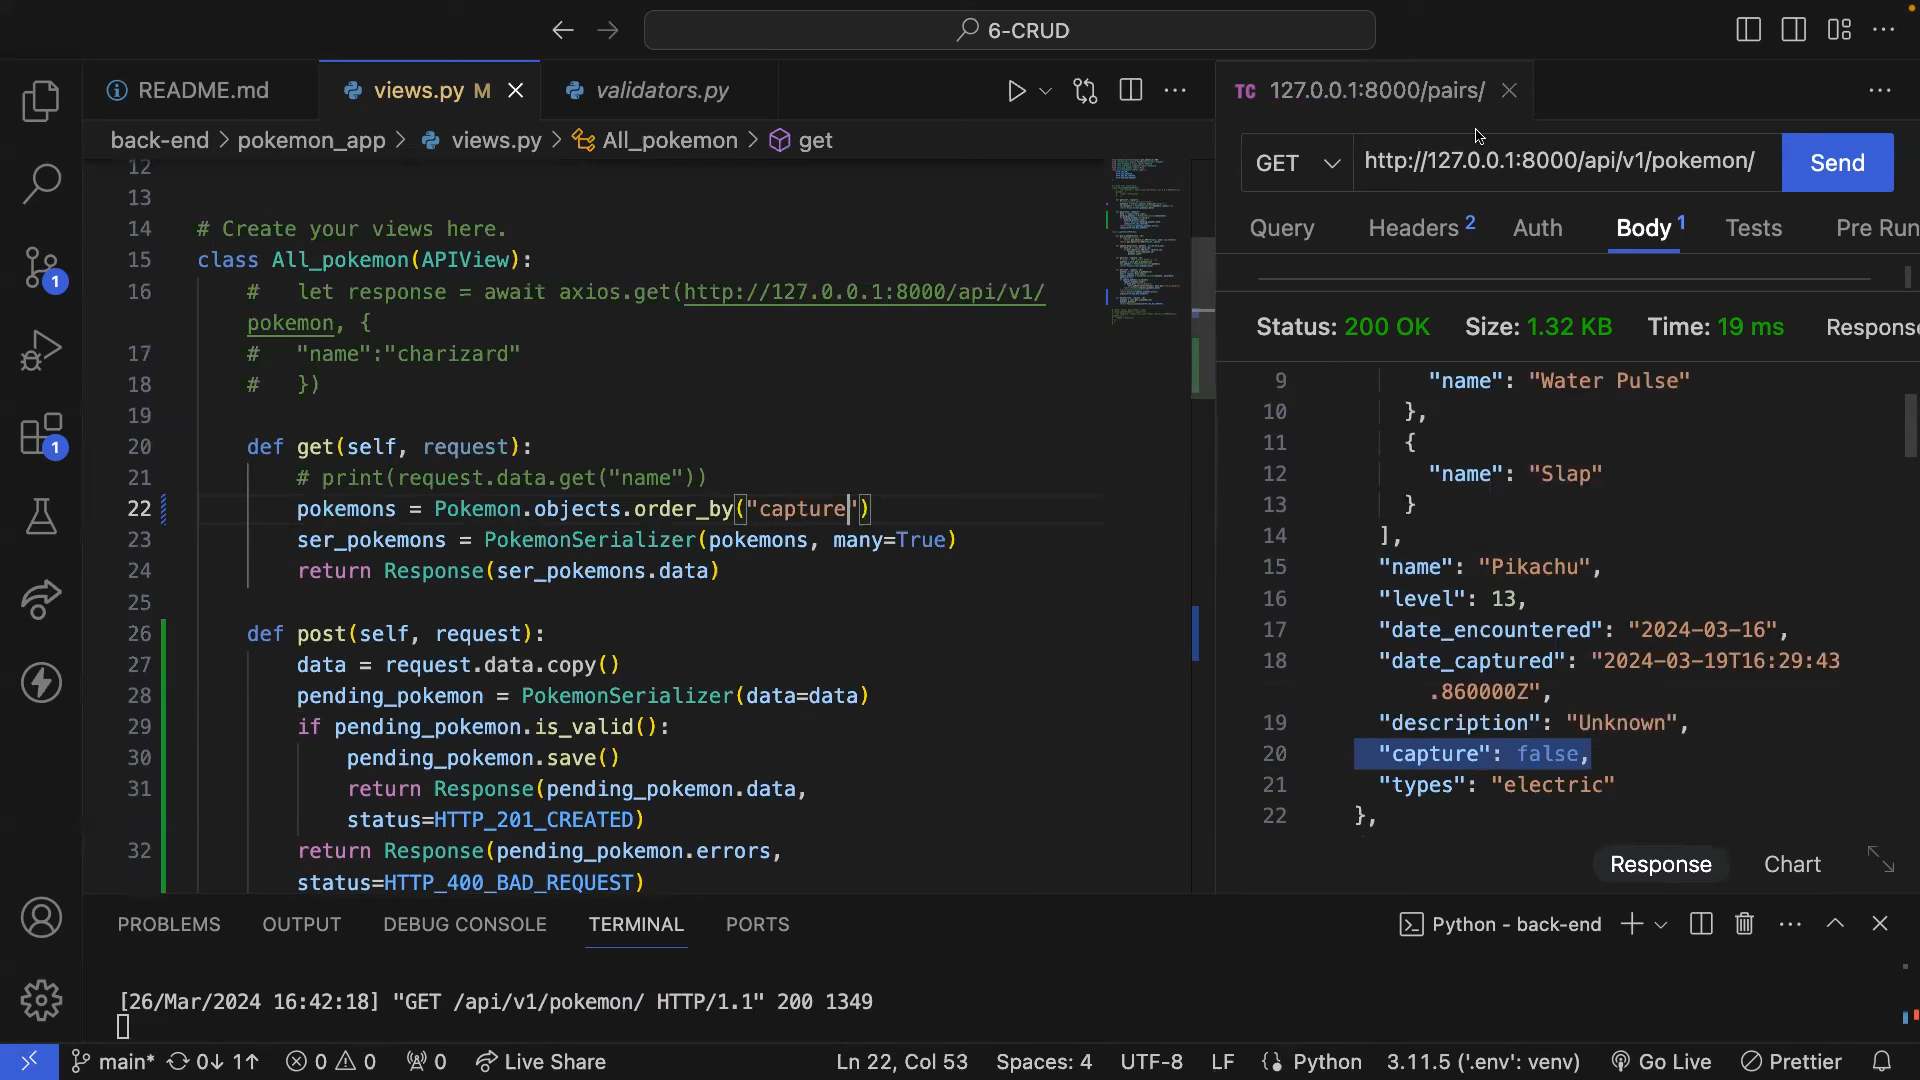 6-CRUD
README.md
views.py M
validators.py
TC 127.0.0.1:8000/pairs/
back-end > pokemon_app > views.py > All_pokemon > get
GET
http://127.0.0.1:8000/api/v1/pokemon/
Send
Query
Headers 2
Auth
Body 1
Tests
Pre Run
12
13
14 # Create your views here.
15 class All_pokemon(APIView):
16 # let response = await axios.get(http://127.0.0.1:8000/api/v1/
pokemon, {
17 # "name":"charizard"
18 # })
19
20 def get(self, request):
21 # print(request.data.get("name"))
22 pokemons = Pokemon.objects.order_by("capture")
23 ser_pokemons = PokemonSerializer(pokemons, many=True)
24 return Response(ser_pokemons.data)
25
26 def post(self, request):
27 data = request.data.copy()
28 pending_pokemon = PokemonSerializer(data=data)
29 if pending_pokemon.is_valid():
30 pending_pokemon.save()
31 return Response(pending_pokemon.data,
status=HTTP_201_CREATED)
32 return Response(pending_pokemon.errors,
status=HTTP_400_BAD_REQUEST)
Status: 200 OK
Size: 1.32 KB
Time: 19 ms
Response
9 "name": "Water Pulse"
10 },
11 {
12 "name": "Slap"
13 }
14 ],
15 "name": "Pikachu",
16 "level": 13,
17 "date_encountered": "2024-03-16",
18 "date_captured": "2024-03-19T16:29:43
.860000Z",
19 "description": "Unknown",
20 "capture": false,
21 "types": "electric"
22 },
Response
Chart
1
1
PROBLEMS
OUTPUT
DEBUG CONSOLE
TERMINAL
PORTS
Python - back-end
[26/Mar/2024 16:42:18] "GET /api/v1/pokemon/ HTTP/1.1" 200 1349
main*
0↓ 1↑
0
0
0
Live Share
Ln 22, Col 53
Spaces: 4
UTF-8
LF
Python
3.11.5 ('.env': venv)
Go Live
Prettier